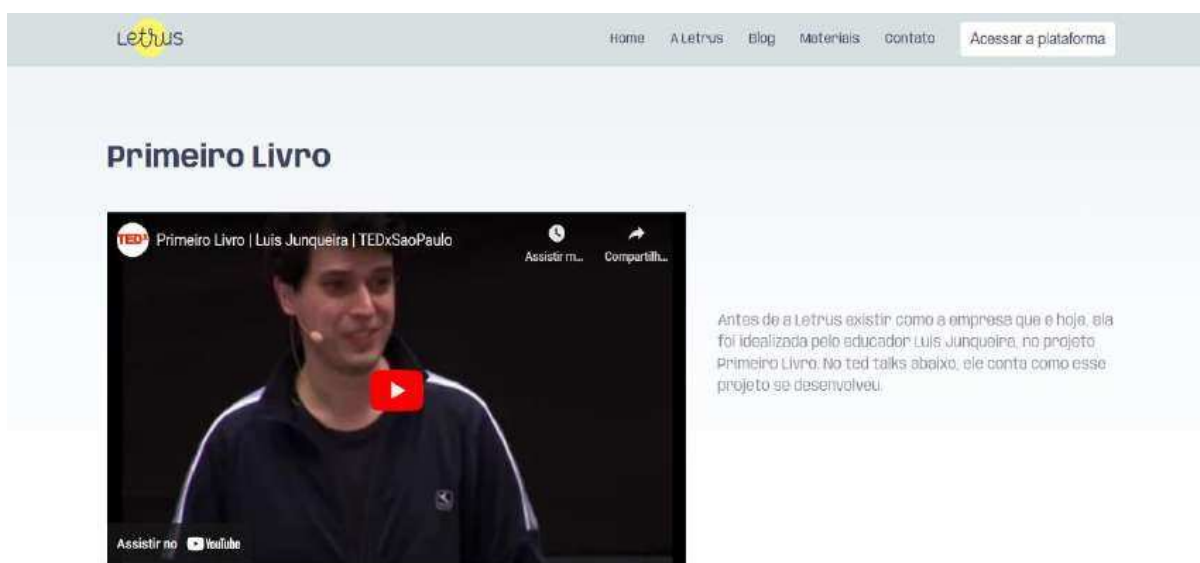 Letrus
Home A Letrus Blog Materiais Contato Acessar a plataforma
Primeiro Livro
TEDx Primeiro Livro | Luis Junqueira | TEDxSaoPaulo
Assistir m... Compartilh...
Antes de a Letrus existir como a empresa que é hoje, ela
foi idealizada pelo educador Luis Junqueira, no projeto
Primeiro Livro. No ted talks abaixo, ele conta como esse
projeto se desenvolveu.
Assistir no YouTube